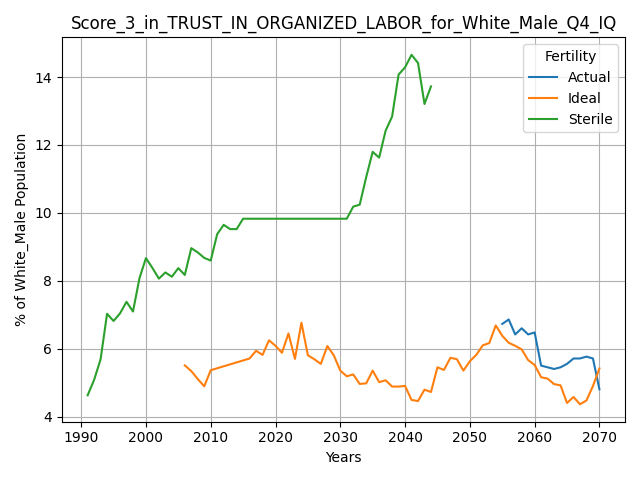 Score_3_in_TRUST_IN_ORGANIZED_LABOR_for_White_Male_Q4_IQ
Fertility
Actual
Ideal
Sterile
% of White_Male Population
14
12
10
8
6
4
1990 2000 2010 2020 2030 2040 2050 2060 2070
Years